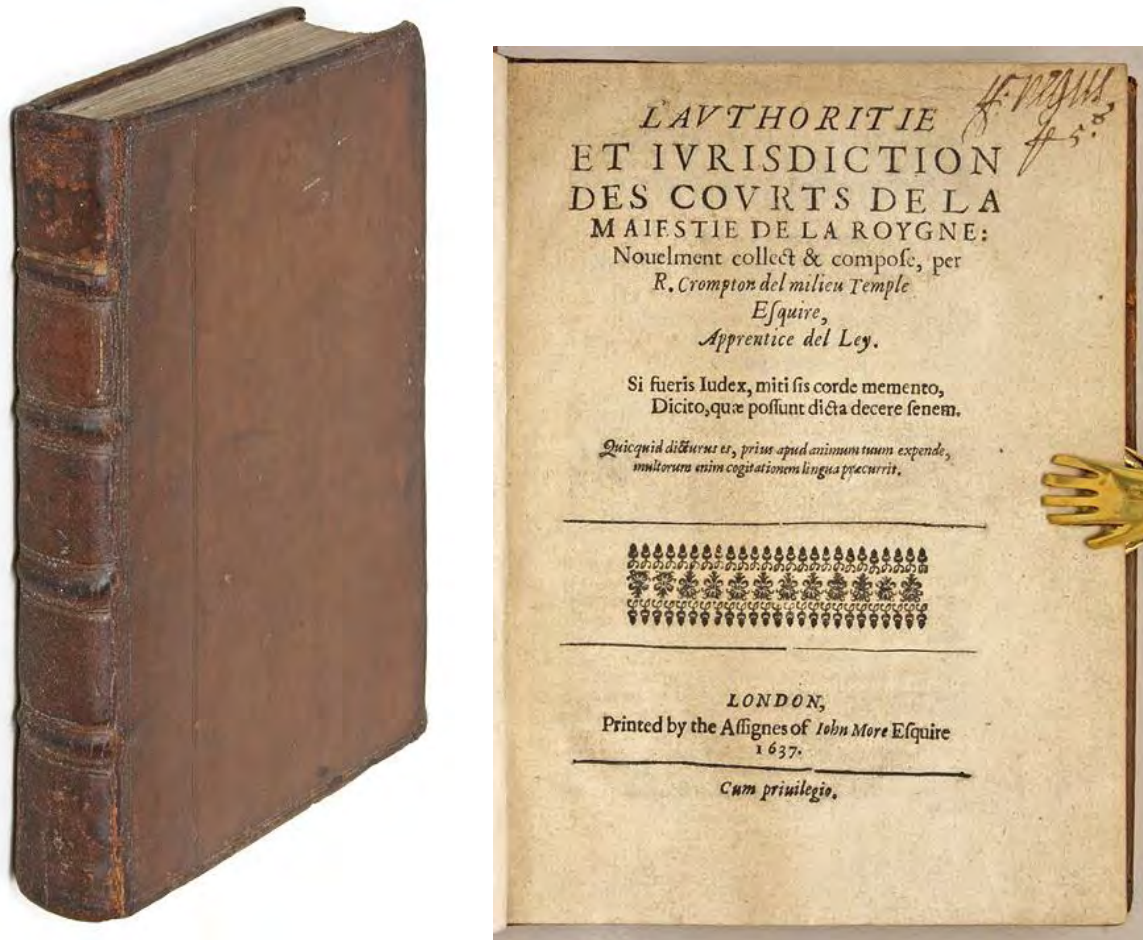 LAVTHORITIE
ET IVRISDICTION
DES COVRTS DE LA
MAIESTIE DE LA ROYGNE:
Nouelment collect & compoſe, per
R. Crompton del milieu Temple
Eſquire,
Apprentice del Ley.
Si fueris Iudex, miti ſis corde memento,
Dicito, quæ poſſunt dicta decere ſenem.
Quicquid dicturus es, prius apud animum tuum expende,
multorum enim cogitationem lingua præcurrit.
LONDON,
Printed by the Aſſignes of Iohn More Eſquire
1637.
Cum priuilegio.